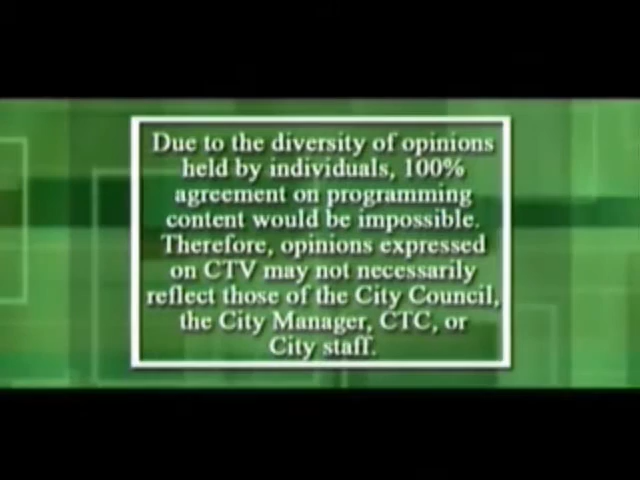 Due to the diversity of opinions
held by individuals, 100%
agreement on programming
content would be impossible.
Therefore, opinions expressed
on CTV may not necessarily
reflect those of the City Council,
the City Manager, CTC, or
City staff.